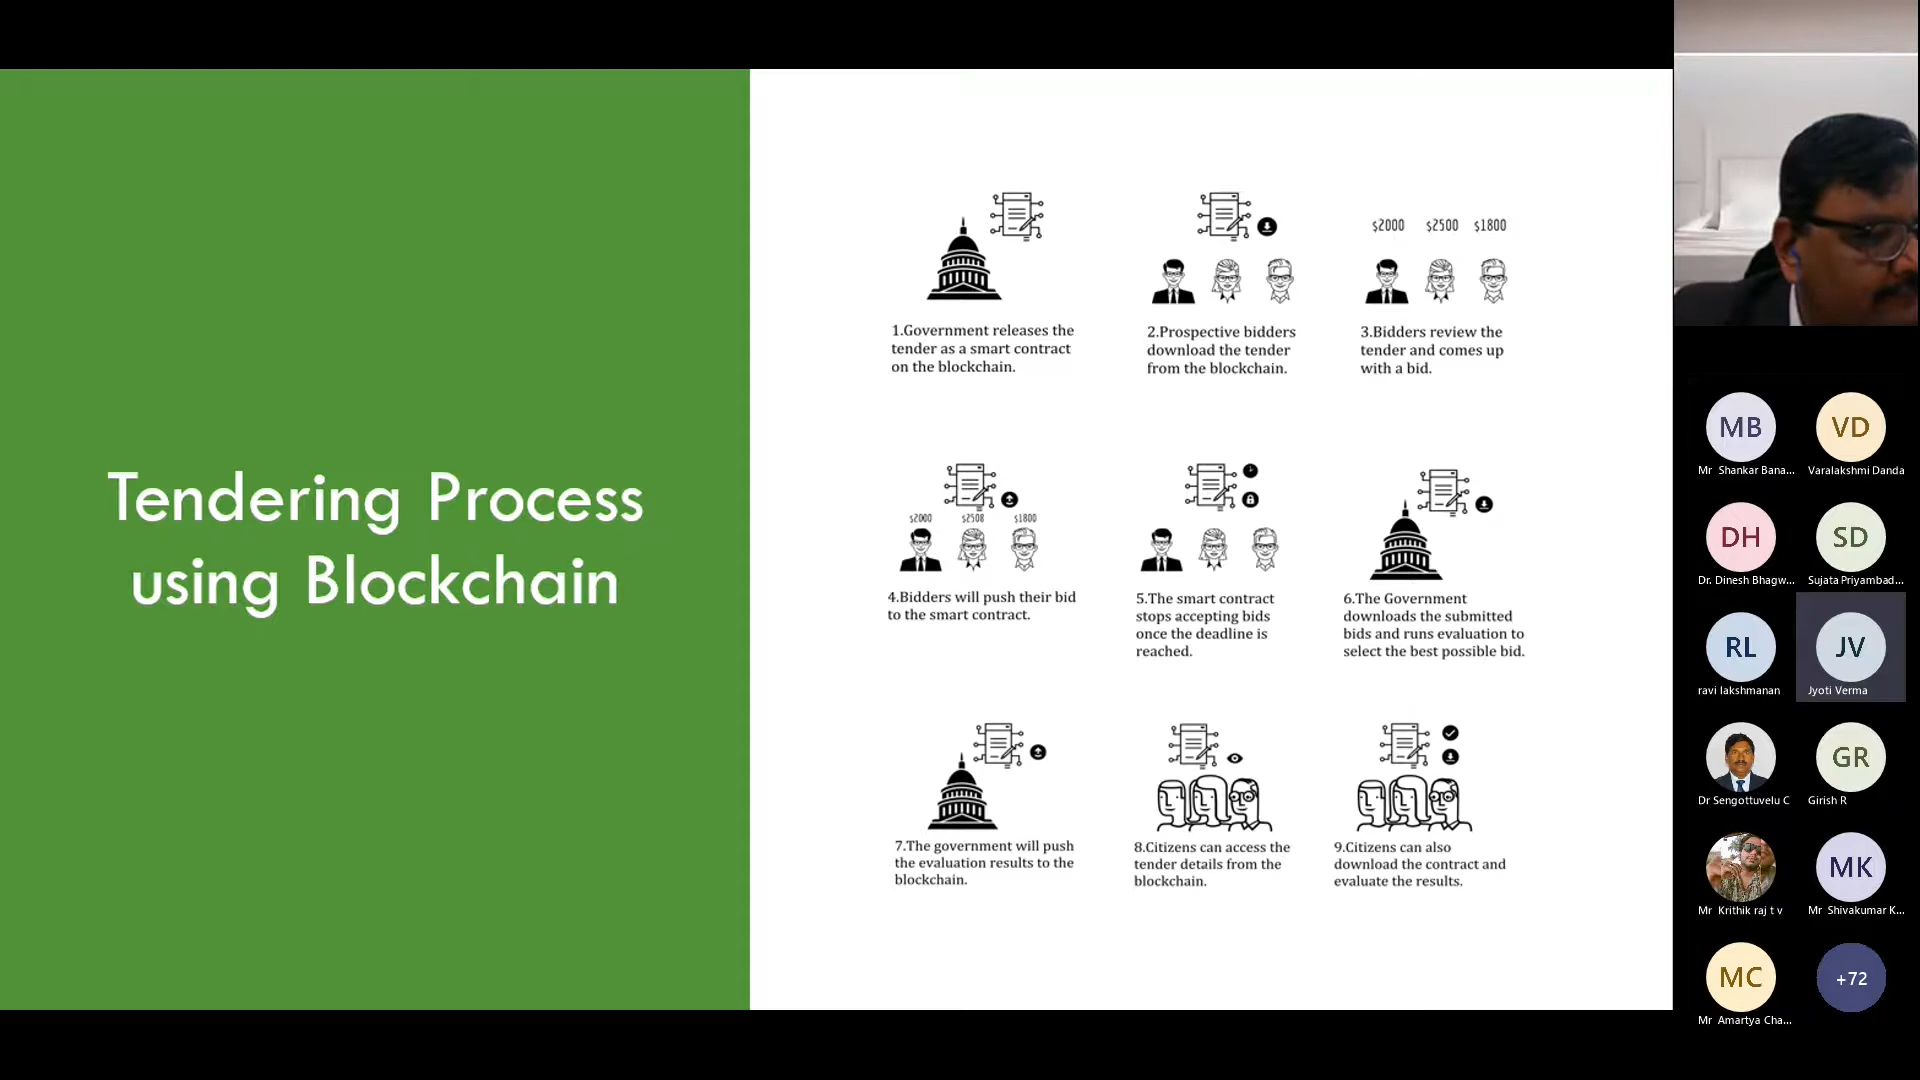 Tendering Process
using Blockchain
1.Government releases the
tender as a smart contract
on the blockchain.
2.Prospective bidders
download the tender
from the blockchain.
$2000 $2500 $1800
3.Bidders review the
tender and comes up
with a bid.
$2000 $2508 $1800
4.Bidders will push their bid
to the smart contract.
5.The smart contract
stops accepting bids
once the deadline is
reached.
6.The Government
downloads the submitted
bids and runs evaluation to
select the best possible bid.
7.The government will push
the evaluation results to the
blockchain.
8.Citizens can access the
tender details from the
blockchain.
9.Citizens can also
download the contract and
evaluate the results.
MB
Mr Shankar Bana...
VD
Varalakshmi Danda
DH
Dr. Dinesh Bhagw...
SD
Sujata Priyambad...
RL
ravi lakshmanan
JV
Jyoti Verma
Dr Sengottuvelu C
GR
Girish R
Mr Krithik raj t v
MK
Mr Shivakumar K...
MC
Mr Amartya Cha...
+72